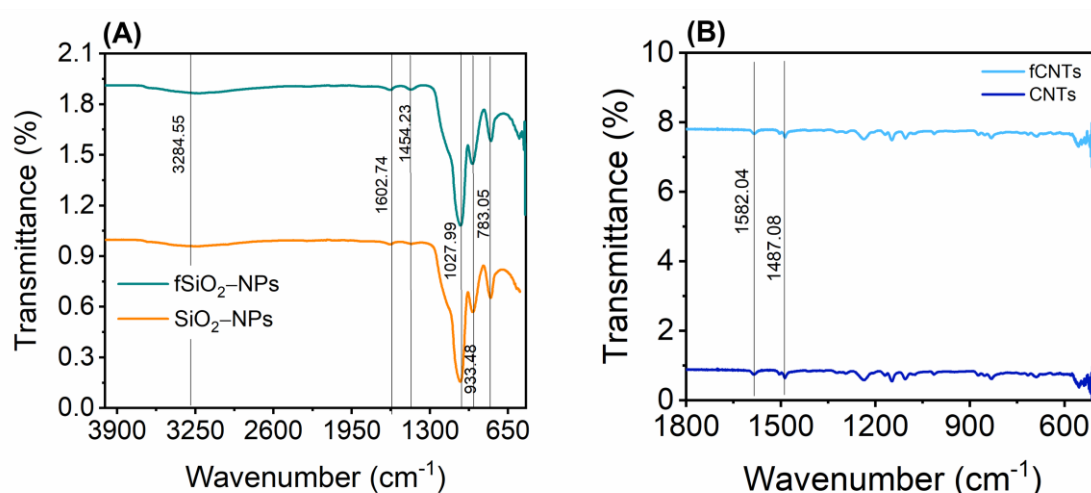 (A)
Transmittance (%)
2.1
1.8
1.5
1.2
0.9
0.6
0.3
0.0
3284.55
1602.74
1454.23
1027.99
933.48
783.05
fSiO₂–NPs
SiO₂–NPs
3900 3250 2600 1950 1300 650
Wavenumber (cm⁻¹)
(B)
Transmittance (%)
10
8
6
4
2
0
fCNTs
CNTs
1582.04
1487.08
1800 1500 1200 900 600
Wavenumber (cm⁻¹)